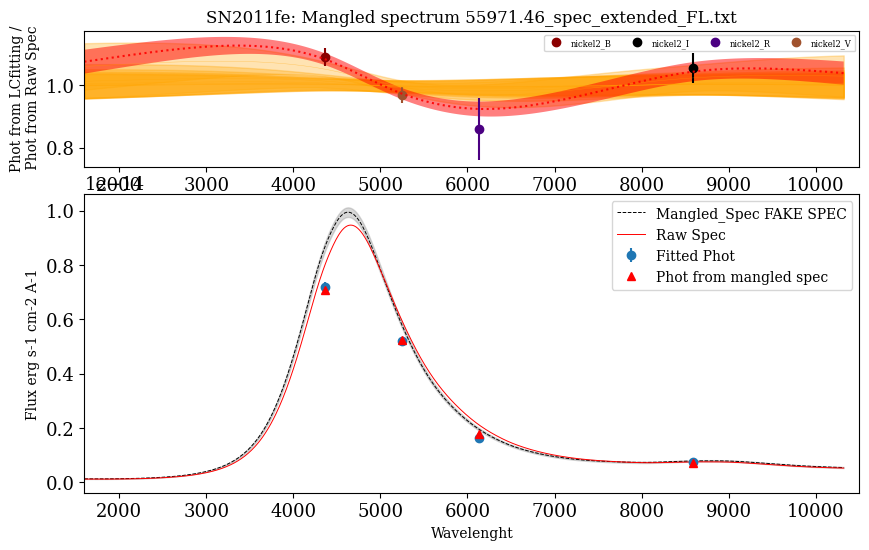 SN2011fe: Mangled spectrum 55971.46_spec_extended_FL.txt
Phot from LCfitting /
Phot from Raw Spec
nickel2_B nickel2_I nickel2_R nickel2_V
1.0
0.8
2000 3000 4000 5000 6000 7000 8000 9000 10000
1e−14
Mangled_Spec FAKE SPEC
Raw Spec
Fitted Phot
Phot from mangled spec
Flux erg s-1 cm-2 A-1
1.0
0.8
0.6
0.4
0.2
0.0
2000 3000 4000 5000 6000 7000 8000 9000 10000
Wavelenght